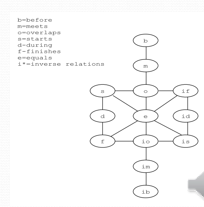 b=before
m=meets
o=overlaps
s=starts
d-during
f-finishes
e=equals
i*=inverse relations
b
m
s o if
d e id
f io is
im
ib